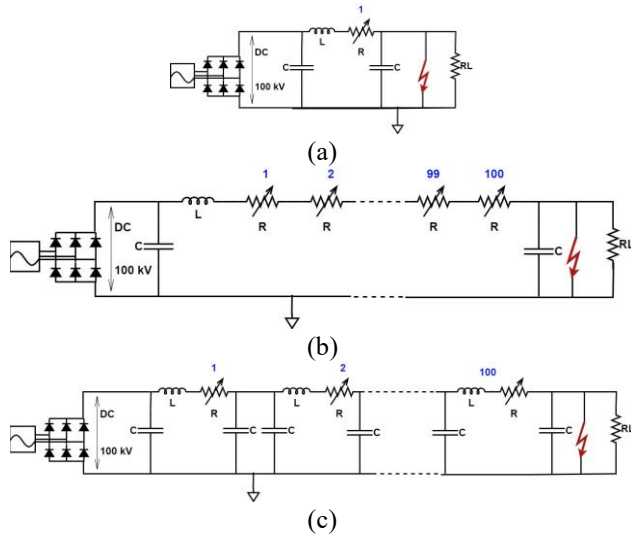 1
DC
C
L
R
C
RL
100 kV
(a)
1 2 99 100
DC
L
R R R R
C
C
RL
100 kV
(b)
1 2 100
L R L R L R
DC
C C C C C C
RL
100 kV
(c)